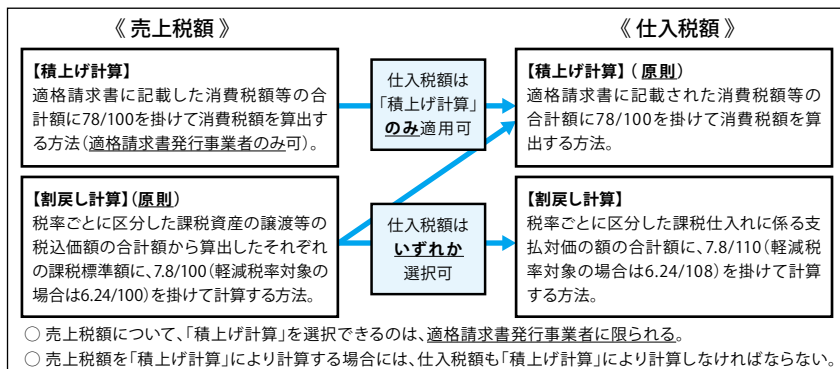 《 売上税額 》
《 仕入税額 》
【積上げ計算】
適格請求書に記載した消費税額等の合
計額に78/100を掛けて消費税額を算出す
る方法(適格請求書発行事業者のみ可)。
仕入税額は
「積上げ計算」
のみ適用可
【積上げ計算】( 原則)
適格請求書に記載された消費税額等の
合計額に78/100を掛けて消費税額を算
出する方法。
【割戻し計算】(原則)
税率ごとに区分した課税資産の譲渡等の
税込価額の合計額から算出したそれぞれ
の課税標準額に、7.8/100(軽減税率対象の
場合は6.24/100)を掛けて計算する方法。
仕入税額は
いずれか
選択可
【割戻し計算】
税率ごとに区分した課税仕入れに係る支
払対価の額の合計額に、7.8/110(軽減税
率対象の場合は6.24/108)を掛けて計算
する方法。
○ 売上税額について、「積上げ計算」を選択できるのは、適格請求書発行事業者に限られる。
○ 売上税額を「積上げ計算」により計算する場合には、仕入税額も「積上げ計算」により計算しなければならない。